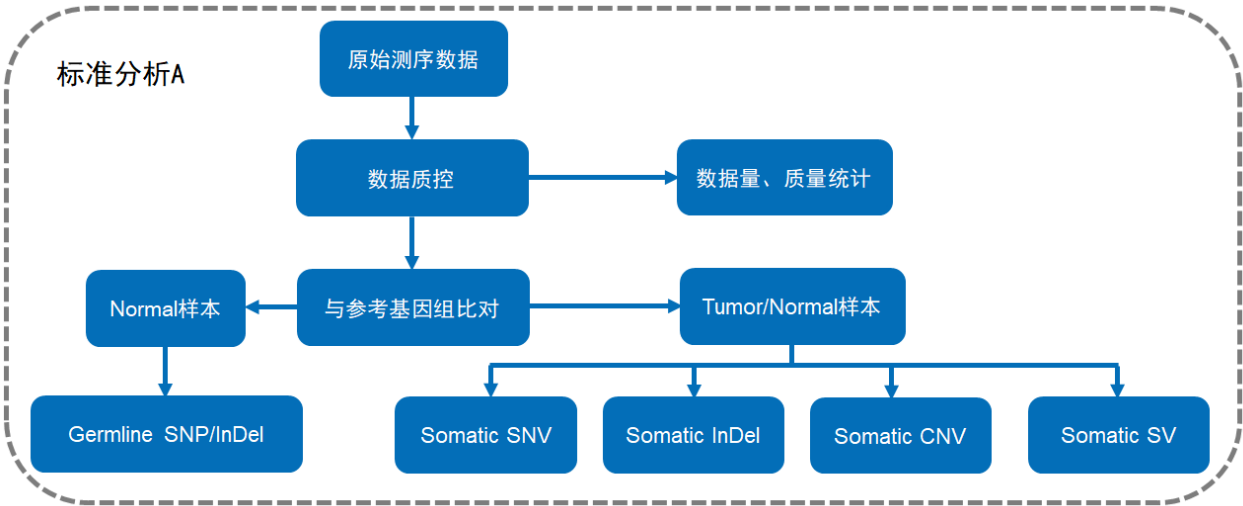 标准分析A
原始测序数据
数据质控
数据量、质量统计
Normal样本
与参考基因组比对
Tumor/Normal样本
Germline SNP/InDel
Somatic SNV
Somatic InDel
Somatic CNV
Somatic SV